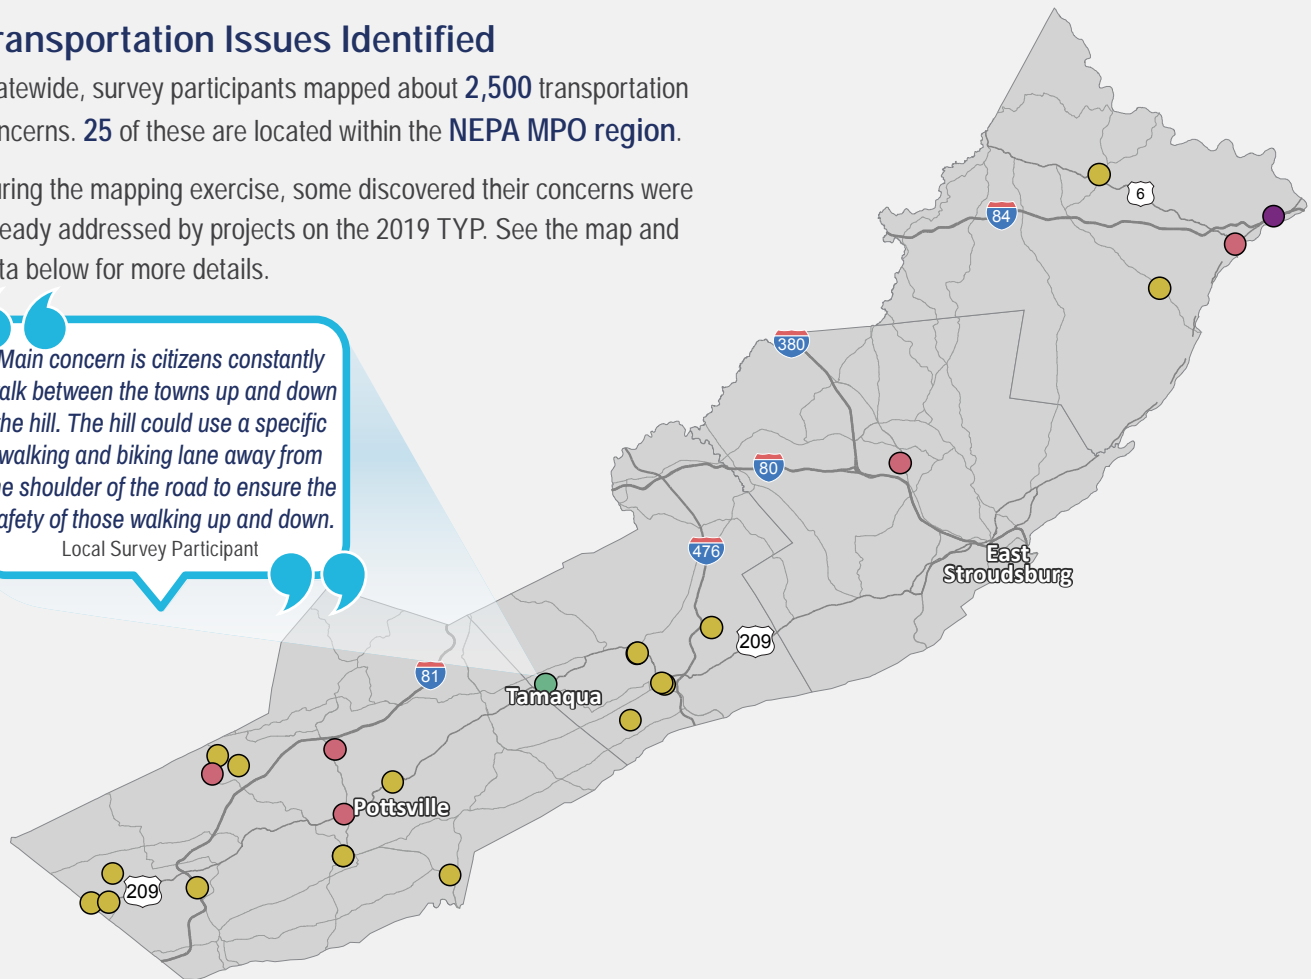 ransportation Issues Identified
atewide, survey participants mapped about 2,500 transportation
ncerns. 25 of these are located within the NEPA MPO region.
uring the mapping exercise, some discovered their concerns were
eady addressed by projects on the 2019 TYP. See the map and
ta below for more details.
Main concern is citizens constantly
alk between the towns up and down
he hill. The hill could use a specific
walking and biking lane away from
e shoulder of the road to ensure the
afety of those walking up and down.
Local Survey Participant
6
84
380
80
476
East
Stroudsburg
209
81
Tamaqua
Pottsville
209